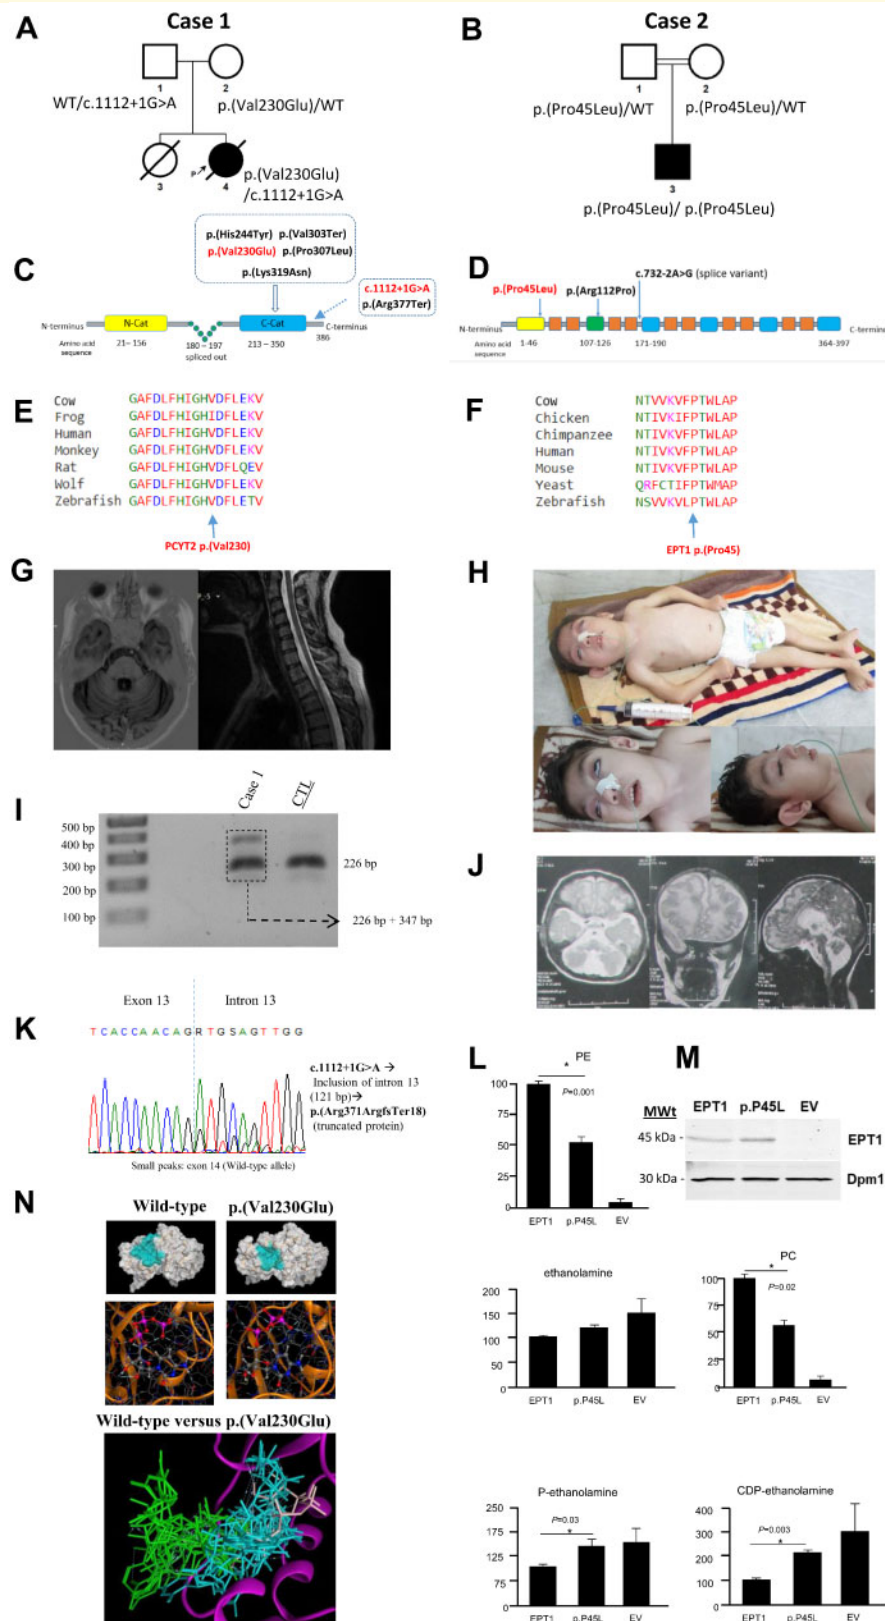 A
Case 1
1
2
WT/c.1112+1G>A
p.(Val230Glu)/WT
3
P
4
p.(Val230Glu)
/c.1112+1G>A
B
Case 2
1
2
p.(Pro45Leu)/WT
p.(Pro45Leu)/WT
3
p.(Pro45Leu)/ p.(Pro45Leu)
C
p.(His244Tyr) p.(Val303Ter)
p.(Val230Glu) p.(Pro307Leu)
p.(Lys319Asn)
c.1112+1G>A
p.(Arg377Ter)
N-terminus
N-Cat
C-Cat
C-terminus
386
Amino acid
sequence
21–156
180 – 197
spliced out
213 – 350
D
c.732-2A>G (splice variant)
p.(Pro45Leu)
p.(Arg112Pro)
N-terminus
C-terminus
Amino acid
sequence
1-46
107-126
171-190
364-397
E
Cow GAFDLFHIGHVDFLEKV
Frog GAFDLFHIGHIDFLEKV
Human GAFDLFHIGHVDFLEKV
Monkey GAFDLFHIGHVDFLEKV
Rat GAFDLFHIGHVDFLQEV
Wolf GAFDLFHIGHVDFLEKV
Zebrafish GAFDLFHIGHVDFLETV
PCYT2 p.(Val230)
F
Cow NTVVKVFPTWLAP
Chicken NTIVKIFPTWLAP
Chimpanzee NTIVKVFPTWLAP
Human NTIVKVFPTWLAP
Mouse NTIVKVFPTWLAP
Yeast QRFCTIFPTWMAP
Zebrafish NSVVKVLPTWLAP
EPT1 p.(Pro45)
G
H
I
Case 1
CTL
500 bp
400 bp
300 bp
200 bp
100 bp
226 bp
226 bp + 347 bp
J
K
Exon 13
Intron 13
TCACCAACAGRTGSAGTTGG
c.1112+1G>A →
Inclusion of intron 13
(121 bp)→
p.(Arg371ArgfsTer18)
(truncated protein)
Small peaks: exon 14 (Wild-type allele)
L
PE
*
P=0.001
100
75
50
25
0
EPT1
p.P45L
EV
M
MWt
EPT1
p.P45L
EV
45 kDa -
EPT1
30 kDa -
Dpm1
ethanolamine
200
150
100
50
0
EPT1
p.P45L
EV
PC
*
P=0.02
100
75
50
25
0
EPT1
p.P45L
EV
N
Wild-type
p.(Val230Glu)
Wild-type versus p.(Val230Glu)
P-ethanolamine
P=0.03
*
250
175
125
75
0
EPT1
p.P45L
EV
CDP-ethanolamine
P=0.003
*
400
300
200
100
0
EPT1
p.P45L
EV